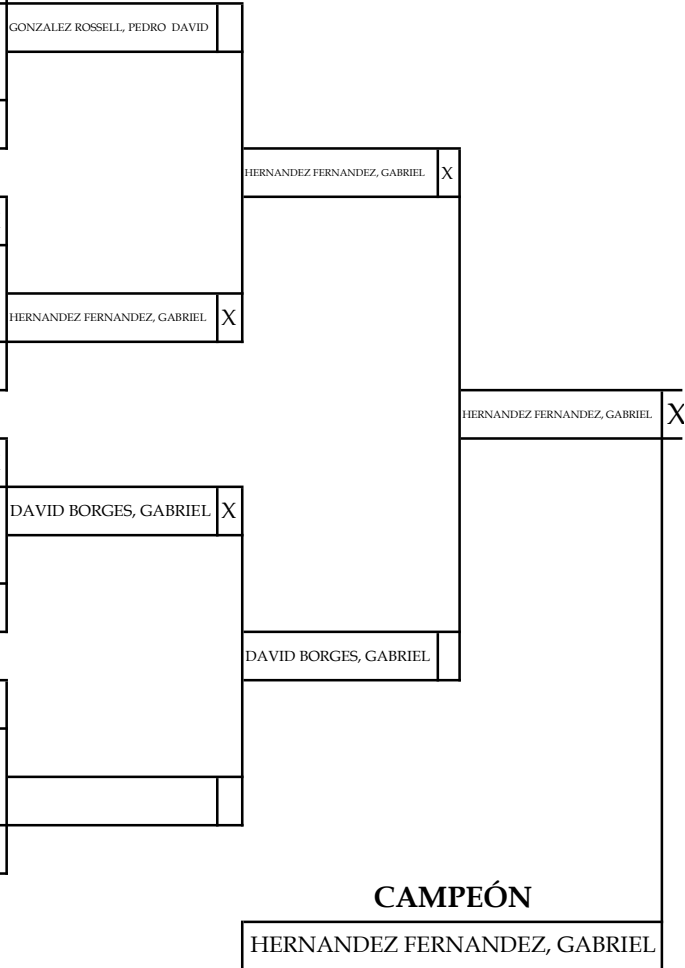 GONZALEZ ROSSELL, PEDRO DAVID
HERNANDEZ FERNANDEZ, GABRIEL X
HERNANDEZ FERNANDEZ, GABRIEL X
HERNANDEZ FERNANDEZ, GABRIEL X
DAVID BORGES, GABRIEL X
DAVID BORGES, GABRIEL
CAMPEÓN
HERNANDEZ FERNANDEZ, GABRIEL